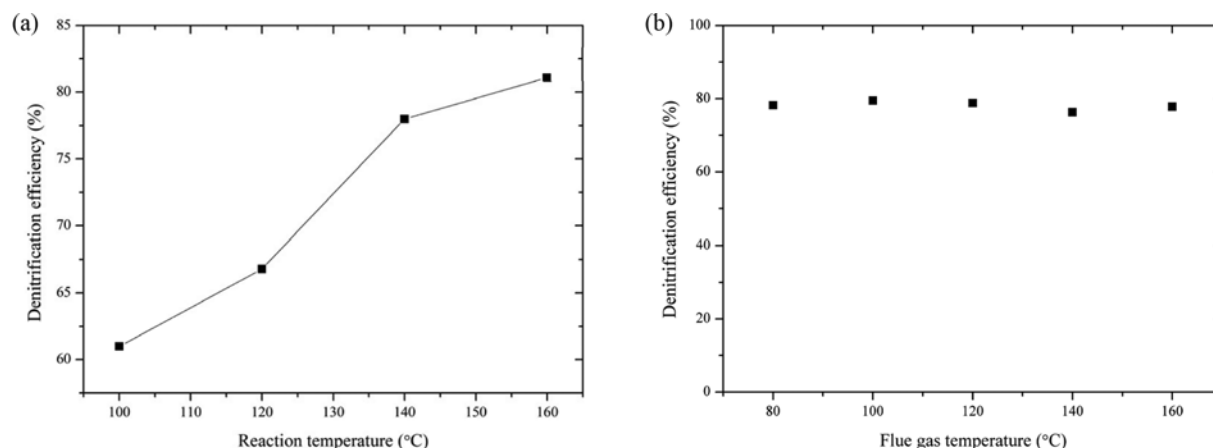 (a)
85
80
75
70
65
60
Denitrification efficiency (%)
100 110 120 130 140 150 160
Reaction temperature (°C)
(b)
100
80
60
40
20
0
Denitrification efficiency (%)
80 100 120 140 160
Flue gas temperature (°C)